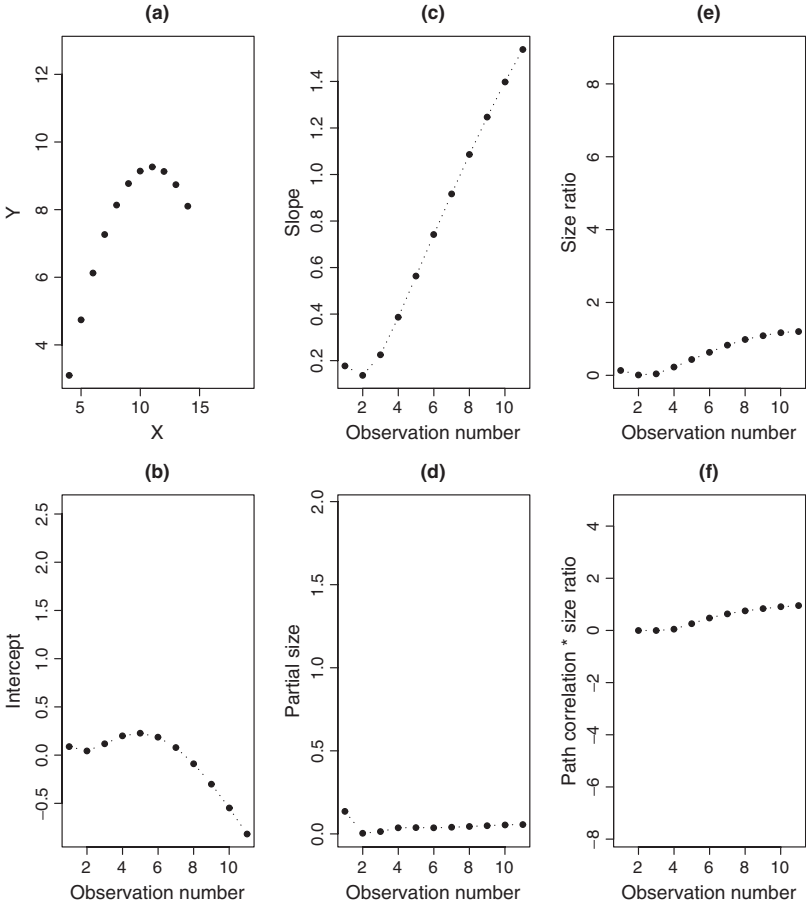 (a)
12
10
8
6
4
Y
5 10 15
X
(c)
1.4
1.2
1.0
0.8
0.6
0.4
0.2
Slope
2 4 6 8 10
Observation number
(e)
8
6
4
2
0
Size ratio
2 4 6 8 10
Observation number
(b)
2.5
2.0
1.5
1.0
0.5
0.0
−0.5
Intercept
2 4 6 8 10
Observation number
(d)
2.0
1.5
1.0
0.5
0.0
Partial size
2 4 6 8 10
Observation number
(f)
4
2
0
−2
−4
−6
−8
Path correlation * size ratio
2 4 6 8 10
Observation number